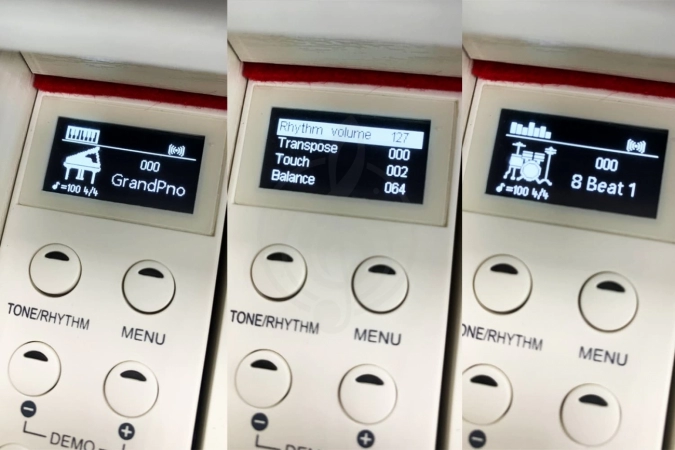 000
GrandPno
♪=100 4/4
TONE/RHYTHM
MENU
DEMO
Rhythm volume 127
Transpose 000
Touch 002
Balance 064
TONE/RHYTHM
MENU
DEMO
000
8 Beat 1
♪=100 4/4
ONE/RHYTHM
MENU